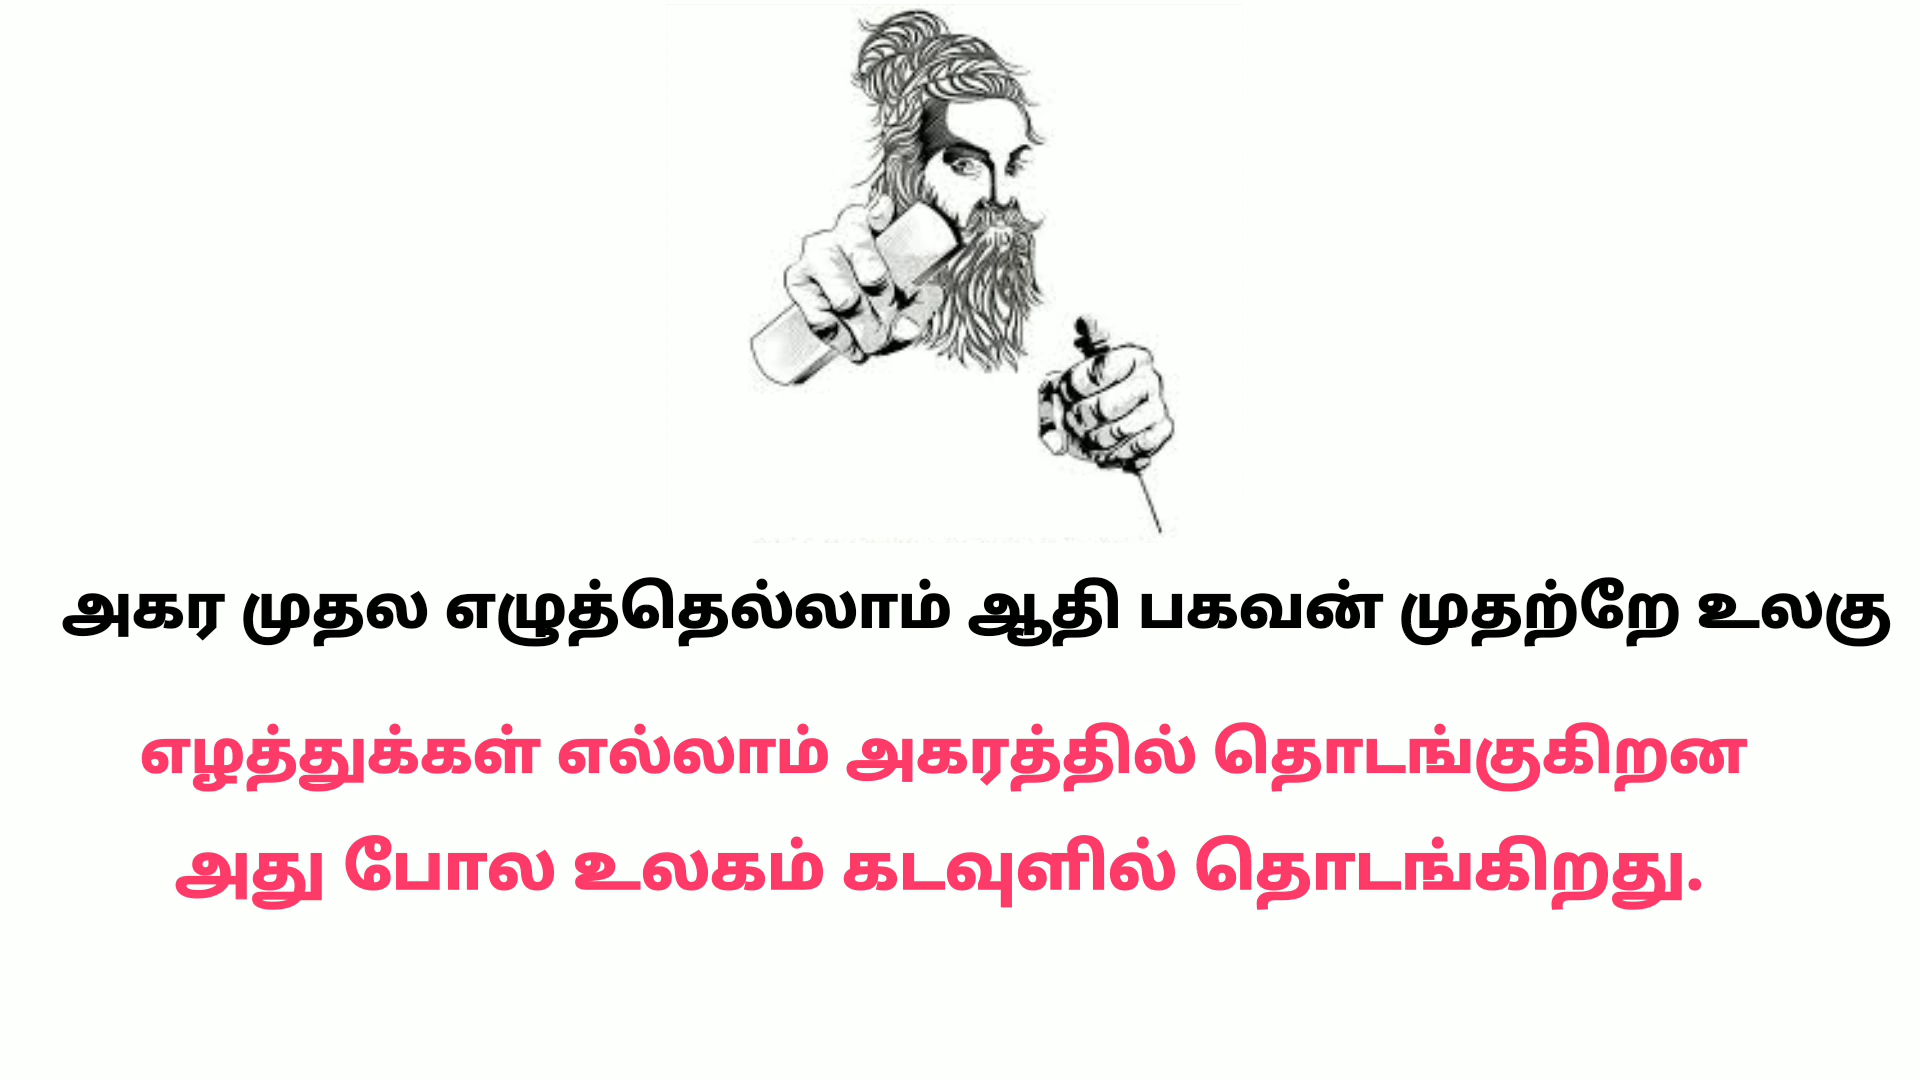 அகர முதல எழுத்தெல்லாம் ஆதி பகவன் முதற்றே உலகு
எழத்துக்கள் எல்லாம் அகரத்தில் தொடங்குகிறன
அது போல உலகம் கடவுளில் தொடங்கிறது.